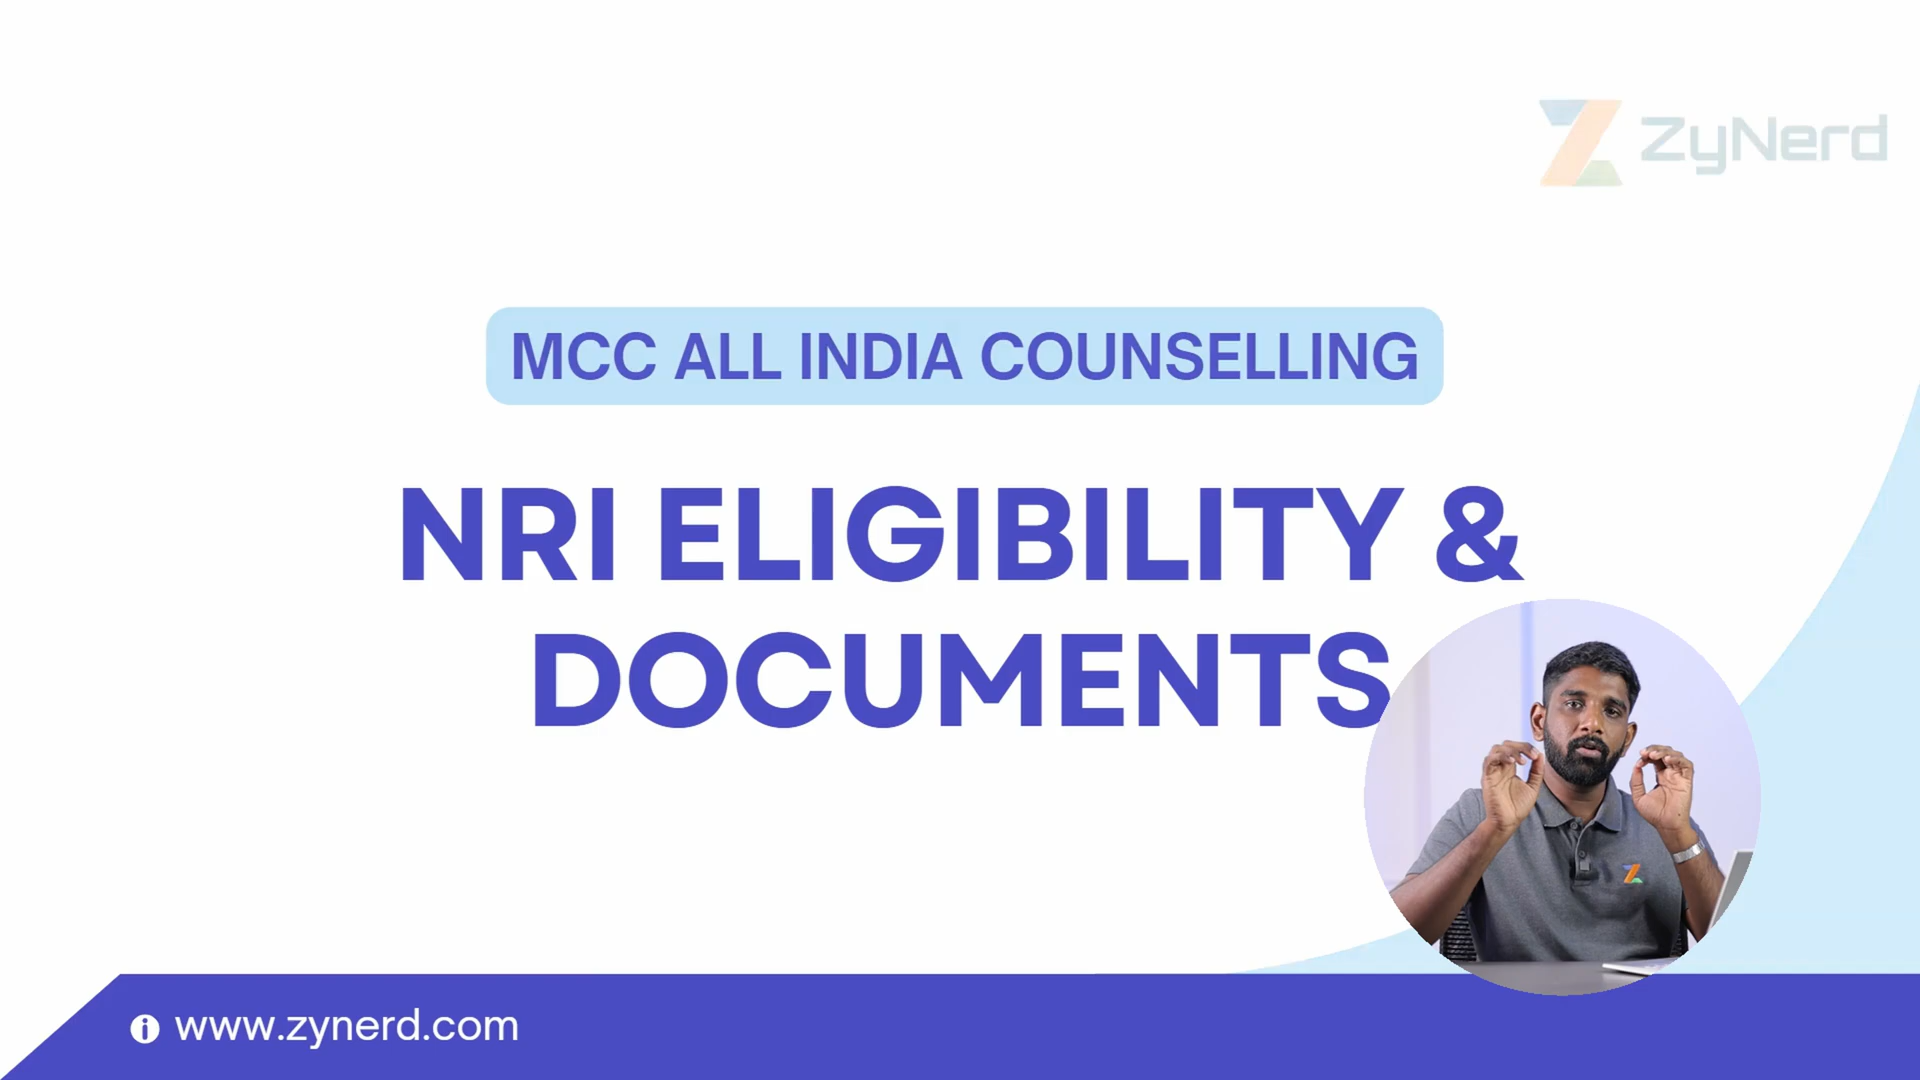 ZyNerd
MCC ALL INDIA COUNSELLING
NRI ELIGIBILITY &
DOCUMENTS
www.zynerd.com